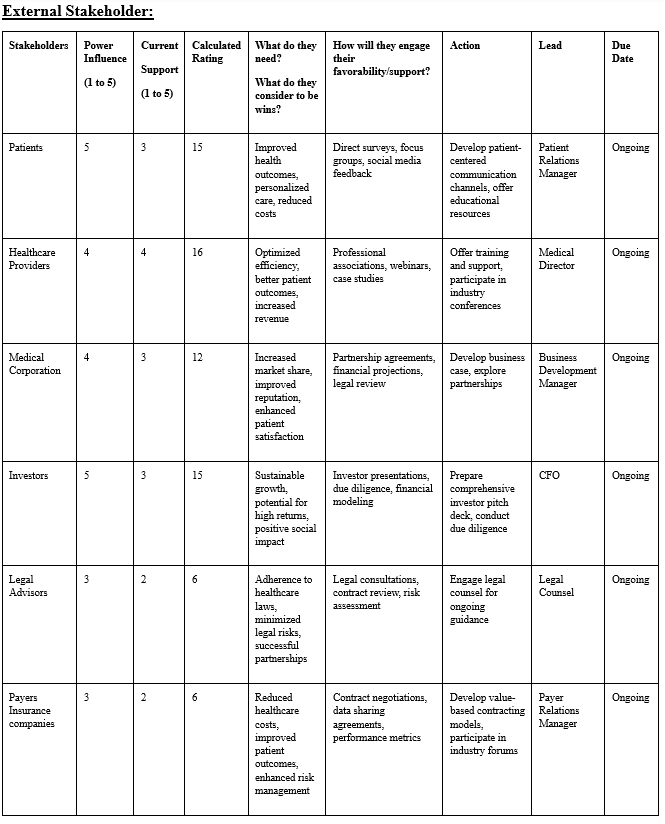 External Stakeholder:
Stakeholders
Power
Influence
(1 to 5)
Current
Support
(1 to 5)
Calculated
Rating
What do they
need?
What do they
consider to be
wins?
How will they engage
their
favorability/support?
Action
Lead
Due
Date
Patients
5
3
15
Improved
health
outcomes,
personalized
care, reduced
costs
Direct surveys, focus
groups, social media
feedback
Develop patient-
centered
communication
channels, offer
educational
resources
Patient
Relations
Manager
Ongoing
Healthcare
Providers
4
4
16
Optimized
efficiency,
better patient
outcomes,
increased
revenue
Professional
associations, webinars,
case studies
Offer training
and support,
participate in
industry
conferences
Medical
Director
Ongoing
Medical
Corporation
4
3
12
Increased
market share,
improved
reputation,
enhanced
patient
satisfaction
Partnership agreements,
financial projections,
legal review
Develop business
case, explore
partnerships
Business
Development
Manager
Ongoing
Investors
5
3
15
Sustainable
growth,
potential for
high returns,
positive social
impact
Investor presentations,
due diligence, financial
modeling
Prepare
comprehensive
investor pitch
deck, conduct
due diligence
CFO
Ongoing
Legal
Advisors
3
2
6
Adherence to
healthcare
laws,
minimized
legal risks,
successful
partnerships
Legal consultations,
contract review, risk
assessment
Engage legal
counsel for
ongoing
guidance
Legal
Counsel
Ongoing
Payers
Insurance
companies
3
2
6
Reduced
healthcare
costs,
improved
patient
outcomes,
enhanced risk
management
Contract negotiations,
data sharing
agreements,
performance metrics
Develop value-
based contracting
models,
participate in
industry forums
Payer
Relations
Manager
Ongoing